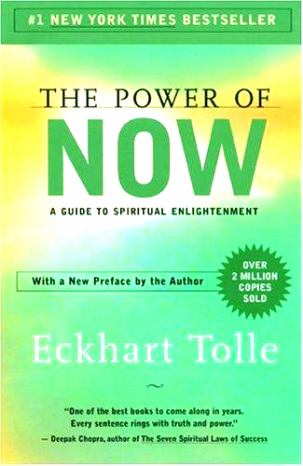 #1 NEW YORK TIMES BESTSELLER
THE POWER OF
NOW
A GUIDE TO SPIRITUAL ENLIGHTENMENT
OVER
2 MILLION
COPIES
SOLD
With a New Preface by the Author
Eckhart Tolle
~
"One of the best books to come along in years.
Every sentence rings with truth and power."
— Deepak Chopra, author of The Seven Spiritual Laws of Success